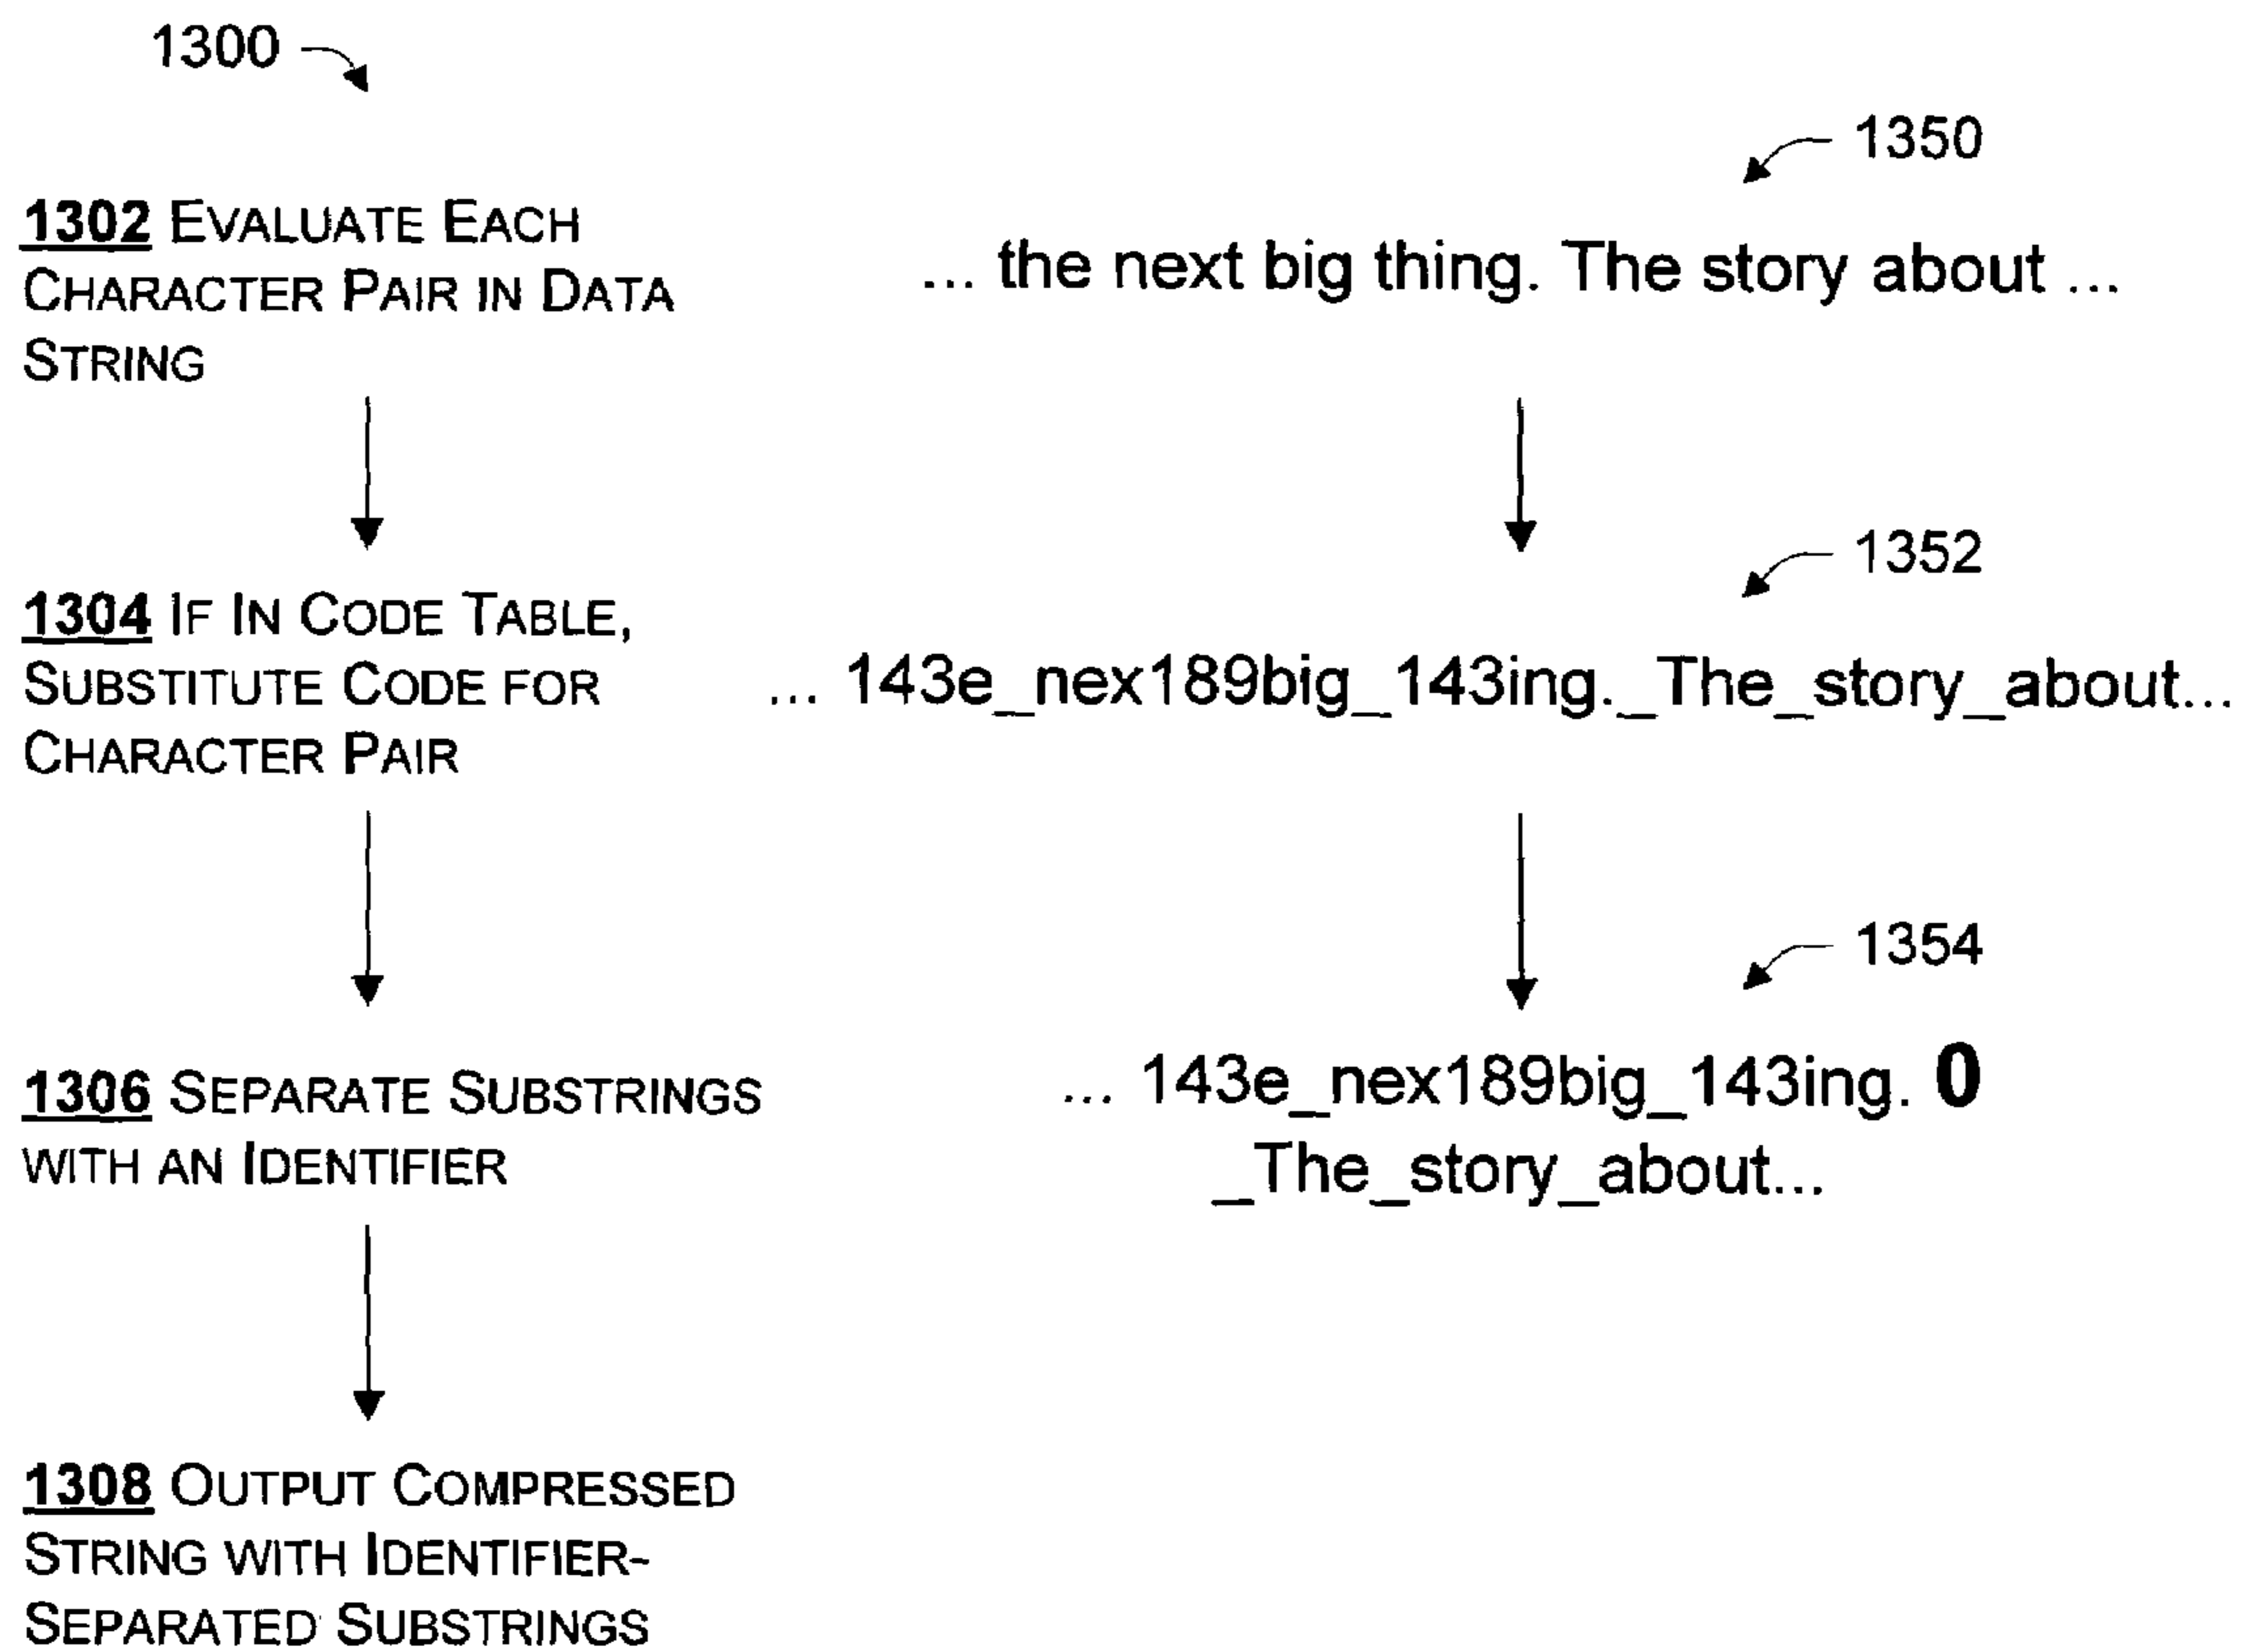 1300
1350
1302 EVALUATE EACH
CHARACTER PAIR IN DATA
STRING
... the next big thing. The story about ...
1352
1304 IF IN CODE TABLE,
SUBSTITUTE CODE FOR
CHARACTER PAIR
... 143e_nex189big_143ing._The_story_about...
1354
1306 SEPARATE SUBSTRINGS
WITH AN IDENTIFIER
... 143e_nex189big_143ing. 0
_The_story_about...
1308 OUTPUT COMPRESSED
STRING WITH IDENTIFIER-
SEPARATED SUBSTRINGS